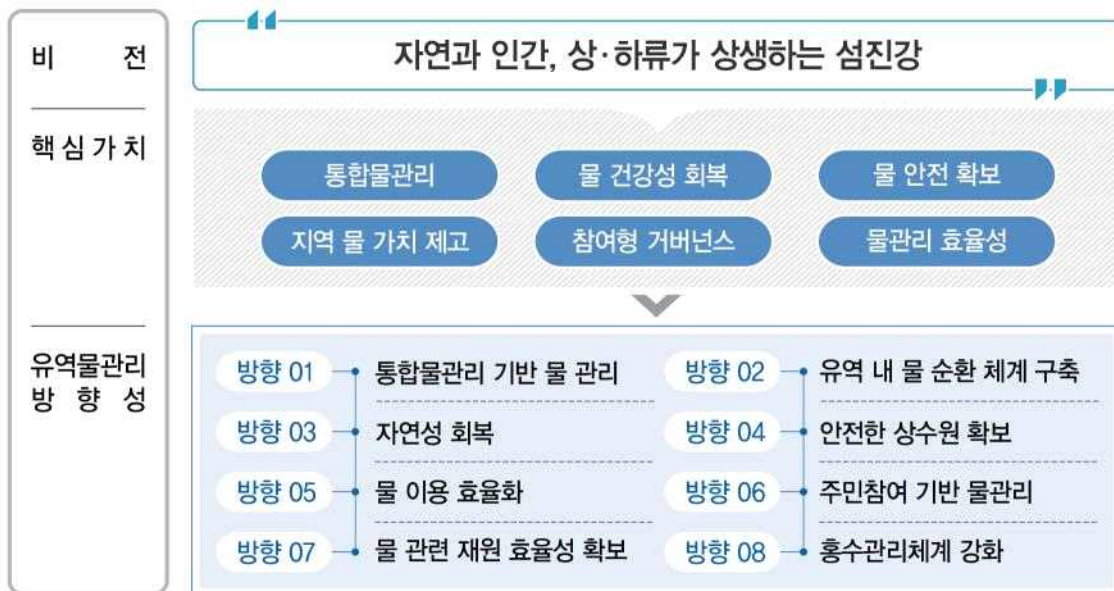 비 전
“
자연과 인간, 상·하류가 상생하는 섬진강
”
핵심가치
통합물관리
물 건강성 회복
물 안전 확보
지역 물 가치 제고
참여형 거버넌스
물관리 효율성
유역물관리
방 향 성
방향 01 통합물관리 기반 물 관리
방향 02 유역 내 물 순환 체계 구축
방향 03 자연성 회복
방향 04 안전한 상수원 확보
방향 05 물 이용 효율화
방향 06 주민참여 기반 물관리
방향 07 물 관련 재원 효율성 확보
방향 08 홍수관리체계 강화